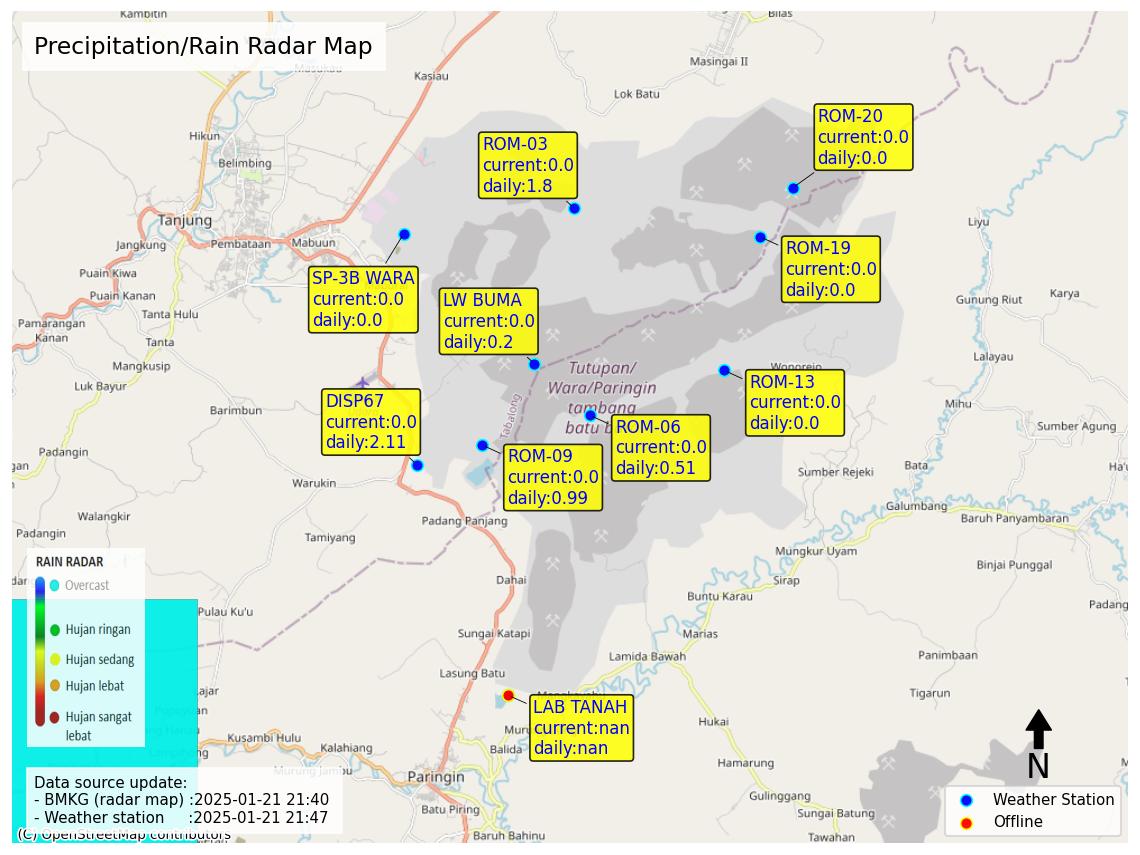 Kambitin
Bilas
Precipitation/Rain Radar Map
Masingai II
Kasiau
Lok Batu
Hikun
Belimbing
ROM-03
current:0.0
daily:1.8
ROM-20
current:0.0
daily:0.0
Tanjung
Jangkung
Pembataan
Mabuun
Liyu
Puain Kiwa
Puain Kanan
SP-3B WARA
current:0.0
daily:0.0
ROM-19
current:0.0
daily:0.0
LW BUMA
current:0.0
daily:0.2
Gunung Riut
Karya
Tanta Hulu
Pamarangan
Kanan
Tanta
Mangkusip
Luk Bayur
Lalayau
Tutupan/
Wara/Paringin
tambang
batu b
Wonorejo
ROM-13
current:0.0
daily:0.0
Tabalong
Barimbun
DISP67
current:0.0
daily:2.11
Mihu
Sumber Agung
ROM-06
current:0.0
daily:0.51
ROM-09
current:0.0
daily:0.99
gan
Warukin
Sumber Rejeki
Bata
Galumbang
Baruh Panyambaran
Walangkir
Padangin
Padang Panjang
Tamiyang
Mungkur Uyam
Binjai Punggal
RAIN RADAR
Overcast
Hujan ringan
Hujan sedang
Hujan lebat
Hujan sangat
lebat
Dahai
Sirap
Buntu Karau
Padang
Pulau Ku'u
Sungai Katapi
Marias
Lamida Bawah
Panimbaan
Lasung Batu
Tigarun
LAB TANAH
current:nan
daily:nan
Hukai
Kusambi Hulu
Kalahiang
Balida
Murung Jambu
Paringin
Hamarung
N
Data source update:
- BMKG (radar map) :2025-01-21 21:40
- Weather station :2025-01-21 21:47
Gulinggang
Batu Piring
Sungai Batung
Baruh Bahinu
Tawahan
Weather Station
Offline
(C) OpenStreetMap contributors